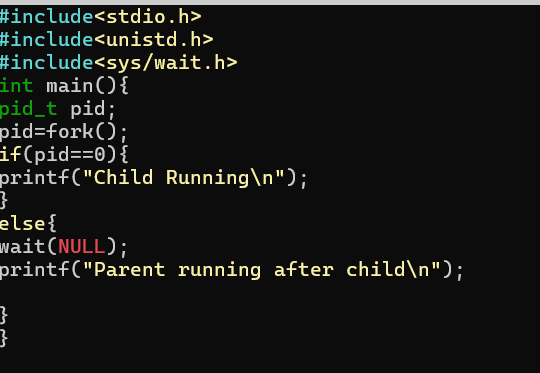 #include<stdio.h>
#include<unistd.h>
#include<sys/wait.h>
int main(){
pid_t pid;
pid=fork();
if(pid==0){
printf("Child Running\n");
}
else{
wait(NULL);
printf("Parent running after child\n");
}
}